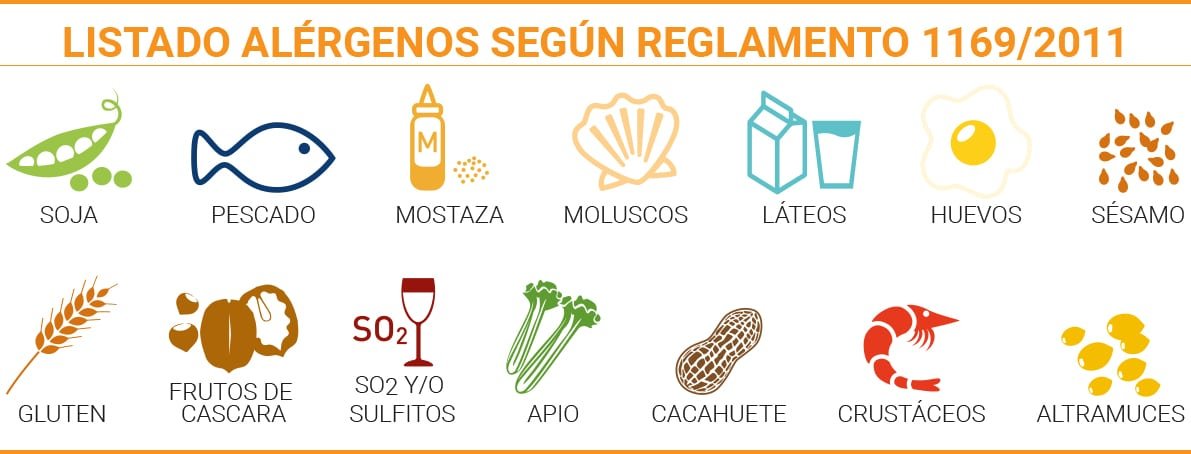 LISTADO ALÉRGENOS SEGÚN REGLAMENTO 1169/2011
M
SOJA
PESCADO
MOSTAZA
MOLUSCOS
LÁTEOS
HUEVOS
SÉSAMO
SO2
GLUTEN
FRUTOS DE
CASCARA
SO2 Y/O
SULFITOS
APIO
CACAHUETE
CRUSTÁCEOS
ALTRAMUCES